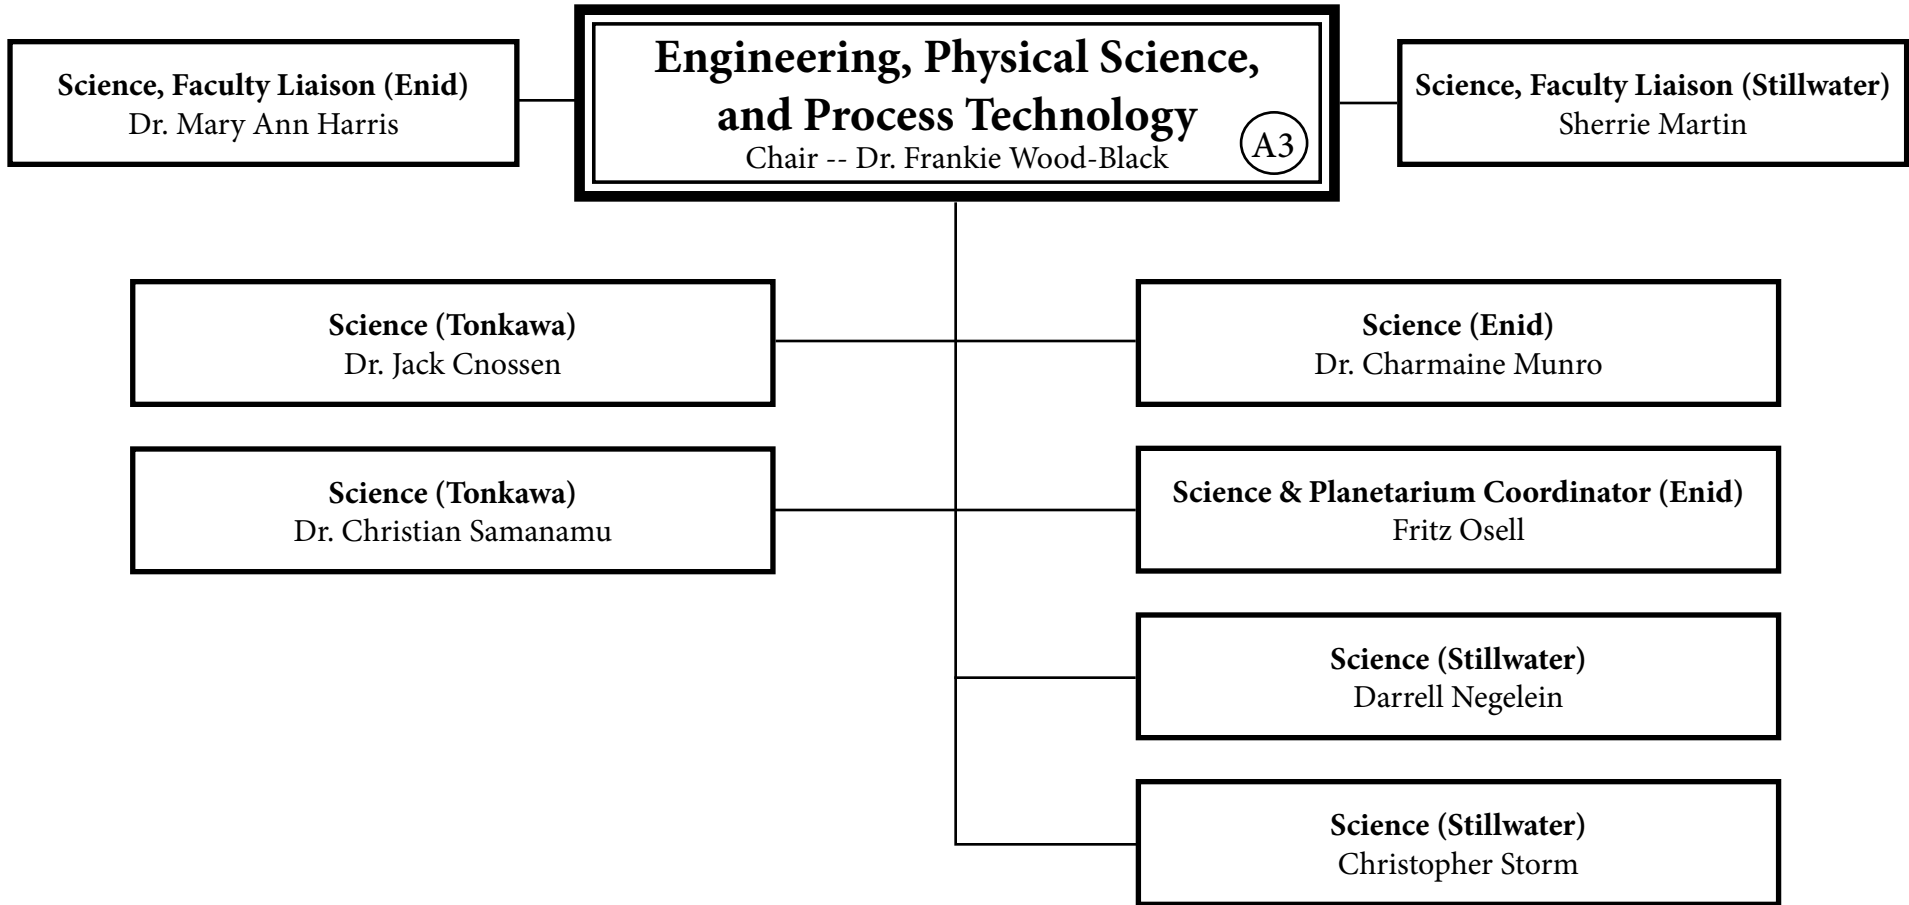 Science, Faculty Liaison (Enid)
Dr. Mary Ann Harris
Engineering, Physical Science,
and Process Technology
Chair -- Dr. Frankie Wood-Black
A3
Science, Faculty Liaison (Stillwater)
Sherrie Martin
Science (Tonkawa)
Dr. Jack Cnossen
Science (Enid)
Dr. Charmaine Munro
Science (Tonkawa)
Dr. Christian Samanamu
Science & Planetarium Coordinator (Enid)
Fritz Osell
Science (Stillwater)
Darrell Negelein
Science (Stillwater)
Christopher Storm